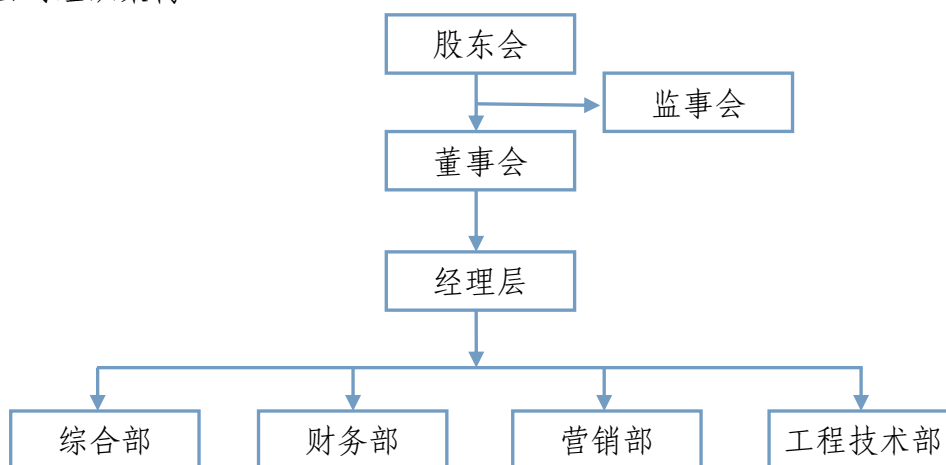 股东会
监事会
董事会
经理层
综合部
财务部
营销部
工程技术部